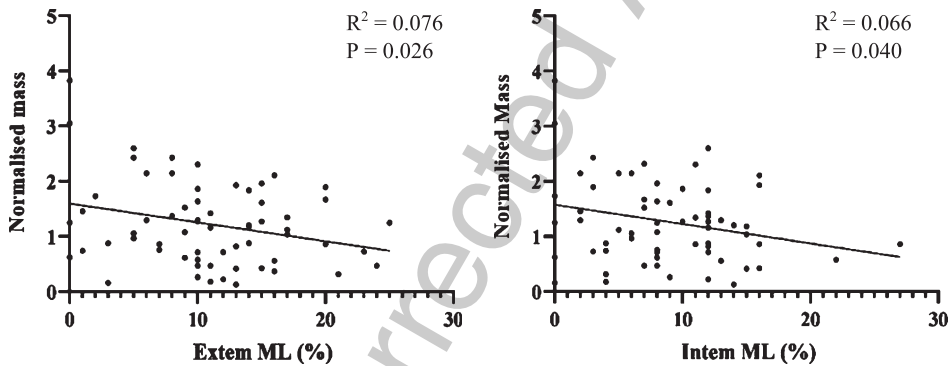 R² = 0.076
P = 0.026
Normalised mass
5
4
3
2
1
0
0
10
20
30
Extem ML (%)
R² = 0.066
P = 0.040
Normalised Mass
5
4
3
2
1
0
0
10
20
30
Intem ML (%)
rrected